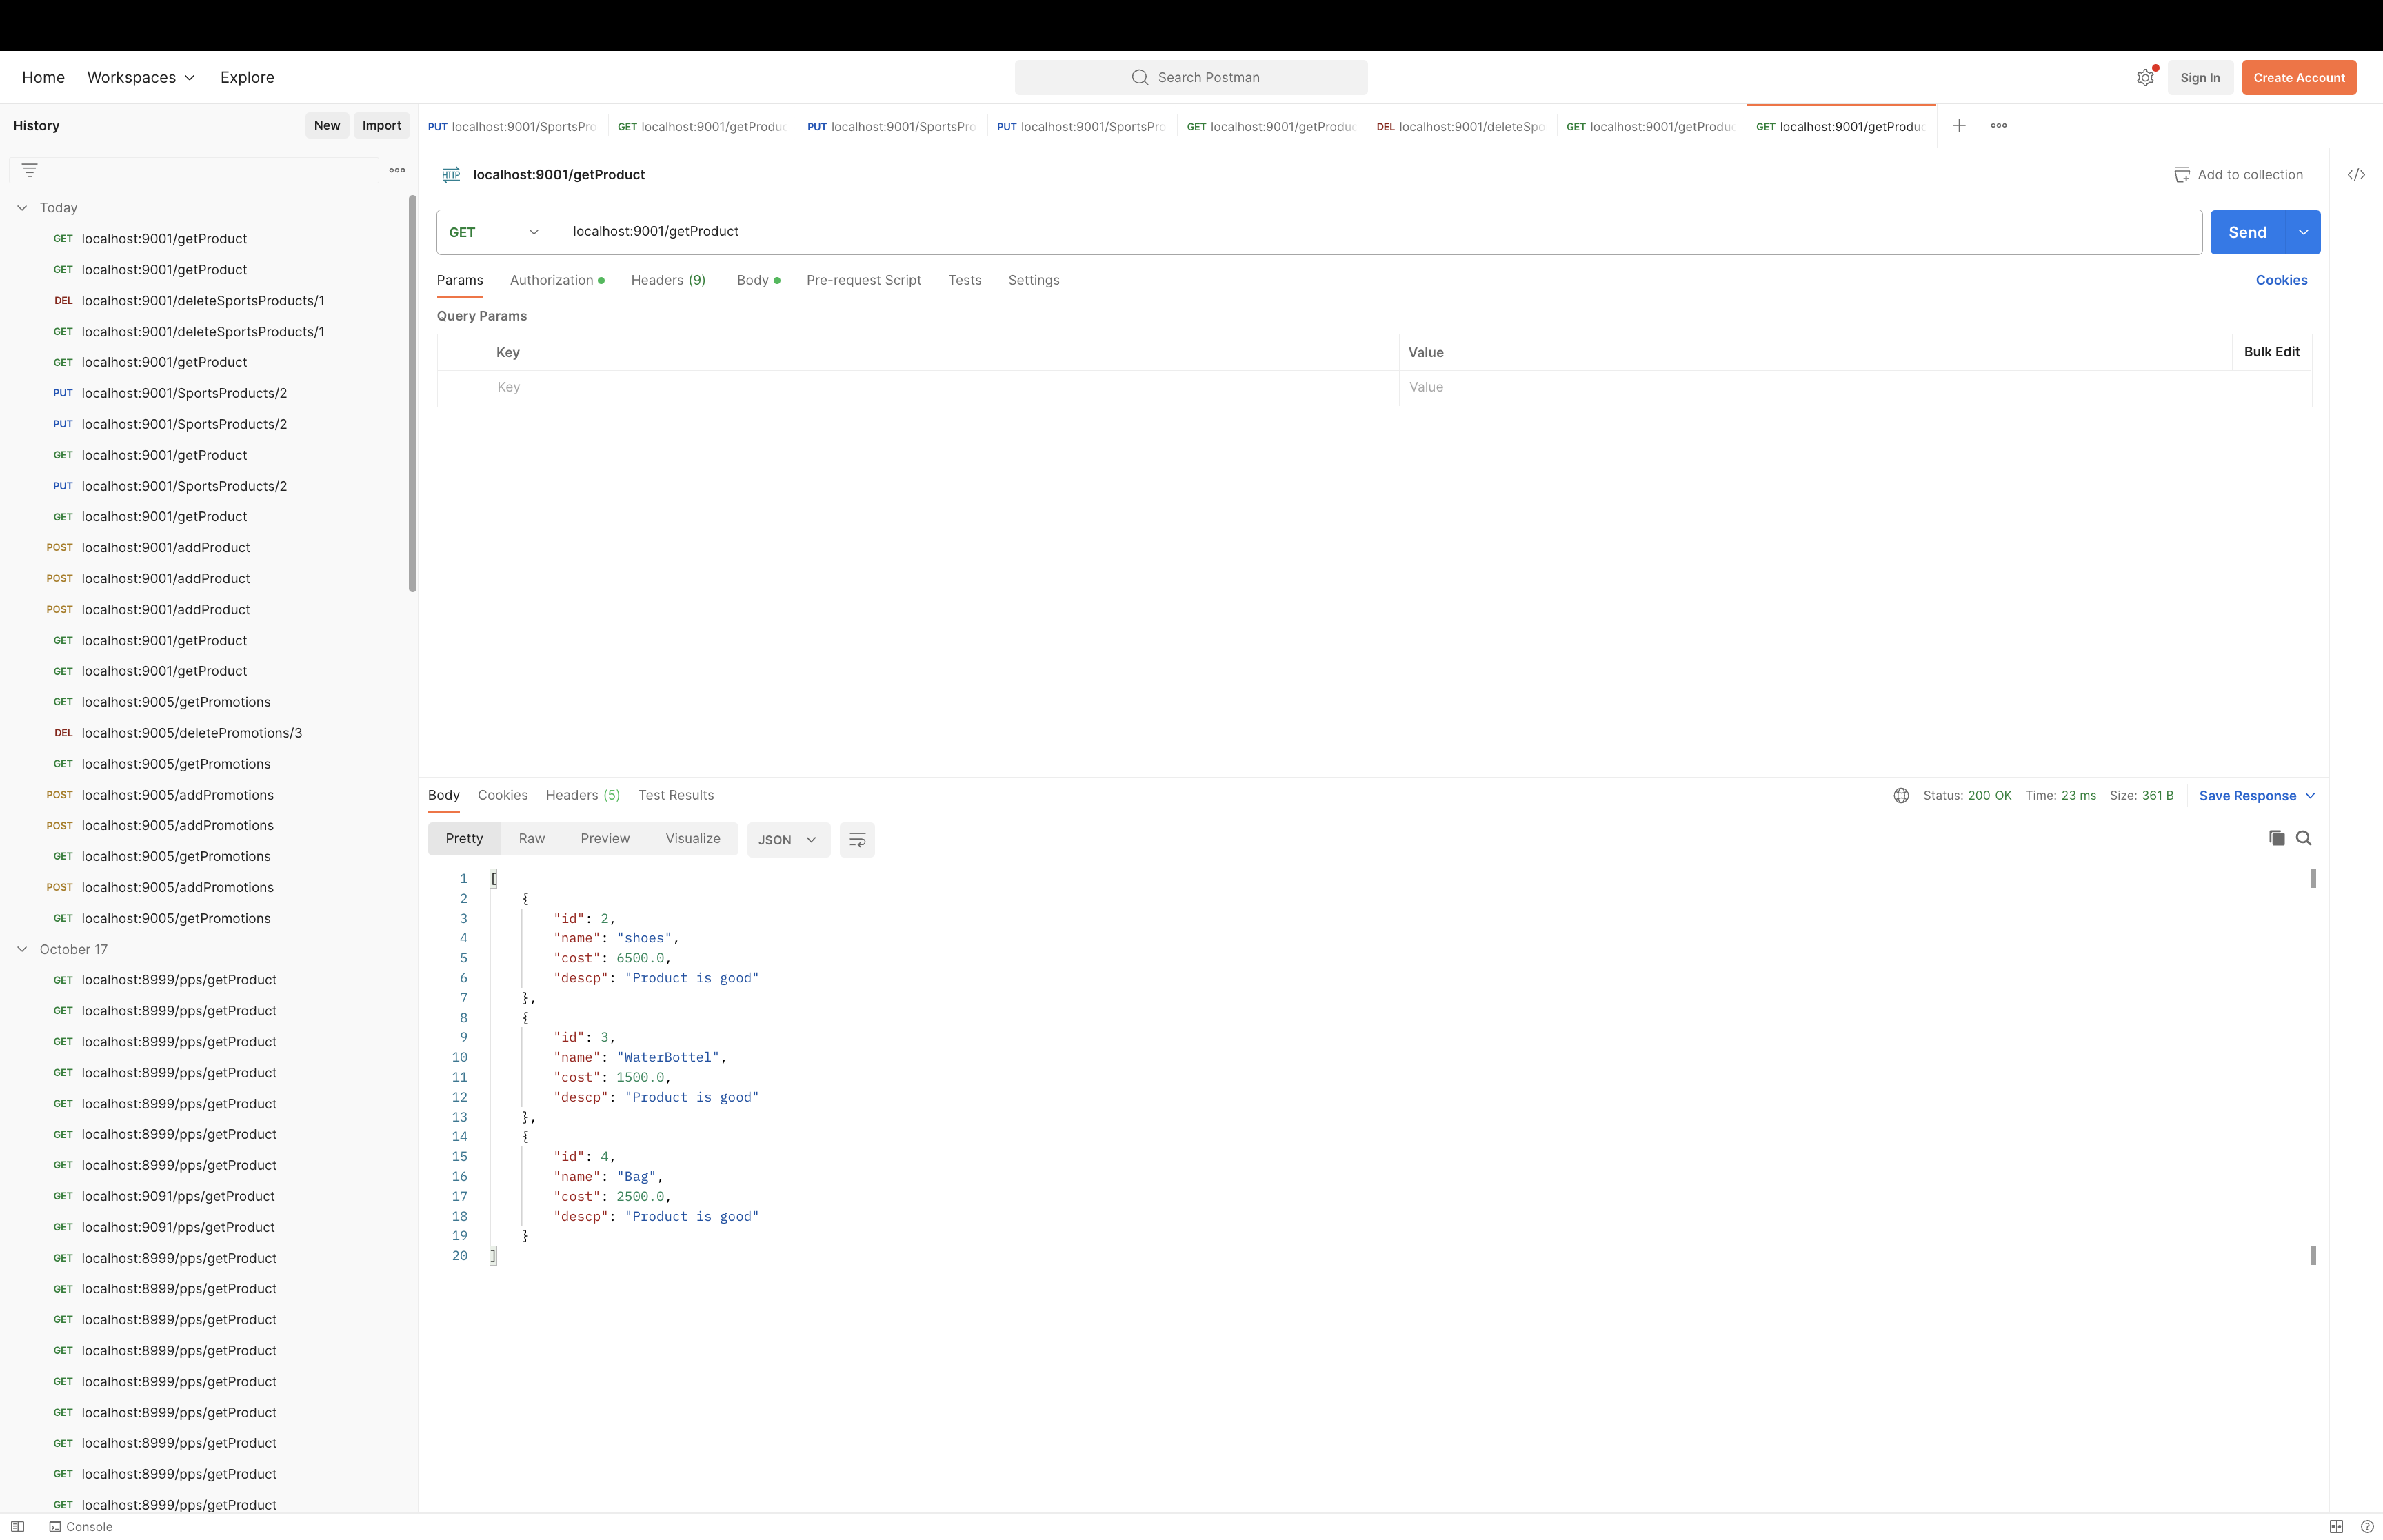 Home Workspaces Explore Search Postman Sign In Create Account
History New Import
Today
GET localhost:9001/getProduct
GET localhost:9001/getProduct
DEL localhost:9001/deleteSportsProducts/1
GET localhost:9001/deleteSportsProducts/1
GET localhost:9001/getProduct
PUT localhost:9001/SportsProducts/2
PUT localhost:9001/SportsProducts/2
GET localhost:9001/getProduct
PUT localhost:9001/SportsProducts/2
GET localhost:9001/getProduct
POST localhost:9001/addProduct
POST localhost:9001/addProduct
POST localhost:9001/addProduct
GET localhost:9001/getProduct
GET localhost:9001/getProduct
GET localhost:9005/getPromotions
DEL localhost:9005/deletePromotions/3
GET localhost:9005/getPromotions
POST localhost:9005/addPromotions
POST localhost:9005/addPromotions
GET localhost:9005/getPromotions
POST localhost:9005/addPromotions
GET localhost:9005/getPromotions
October 17
GET localhost:8999/pps/getProduct
GET localhost:8999/pps/getProduct
GET localhost:8999/pps/getProduct
GET localhost:8999/pps/getProduct
GET localhost:8999/pps/getProduct
GET localhost:8999/pps/getProduct
GET localhost:8999/pps/getProduct
GET localhost:9091/pps/getProduct
GET localhost:9091/pps/getProduct
GET localhost:8999/pps/getProduct
GET localhost:8999/pps/getProduct
GET localhost:8999/pps/getProduct
GET localhost:8999/pps/getProduct
GET localhost:8999/pps/getProduct
GET localhost:8999/pps/getProduct
GET localhost:8999/pps/getProduct
GET localhost:8999/pps/getProduct
GET localhost:8999/pps/getProduct
PUT localhost:9001/SportsPro GET localhost:9001/getProduc PUT localhost:9001/SportsPro PUT localhost:9001/SportsPro GET localhost:9001/getProduc DEL localhost:9001/deleteSpo GET localhost:9001/getProduc GET localhost:9001/getProduc
HTTP localhost:9001/getProduct Add to collection
GET localhost:9001/getProduct Send
Params Authorization Headers (9) Body Pre-request Script Tests Settings Cookies
Query Params
Key Value Bulk Edit
Key Value
Body Cookies Headers (5) Test Results Status: 200 OK Time: 23 ms Size: 361 B Save Response
Pretty Raw Preview Visualize JSON
1 [
2 {
3 "id": 2,
4 "name": "shoes",
5 "cost": 6500.0,
6 "descp": "Product is good"
7 },
8 {
9 "id": 3,
10 "name": "WaterBottel",
11 "cost": 1500.0,
12 "descp": "Product is good"
13 },
14 {
15 "id": 4,
16 "name": "Bag",
17 "cost": 2500.0,
18 "descp": "Product is good"
19 }
20 ]
Console